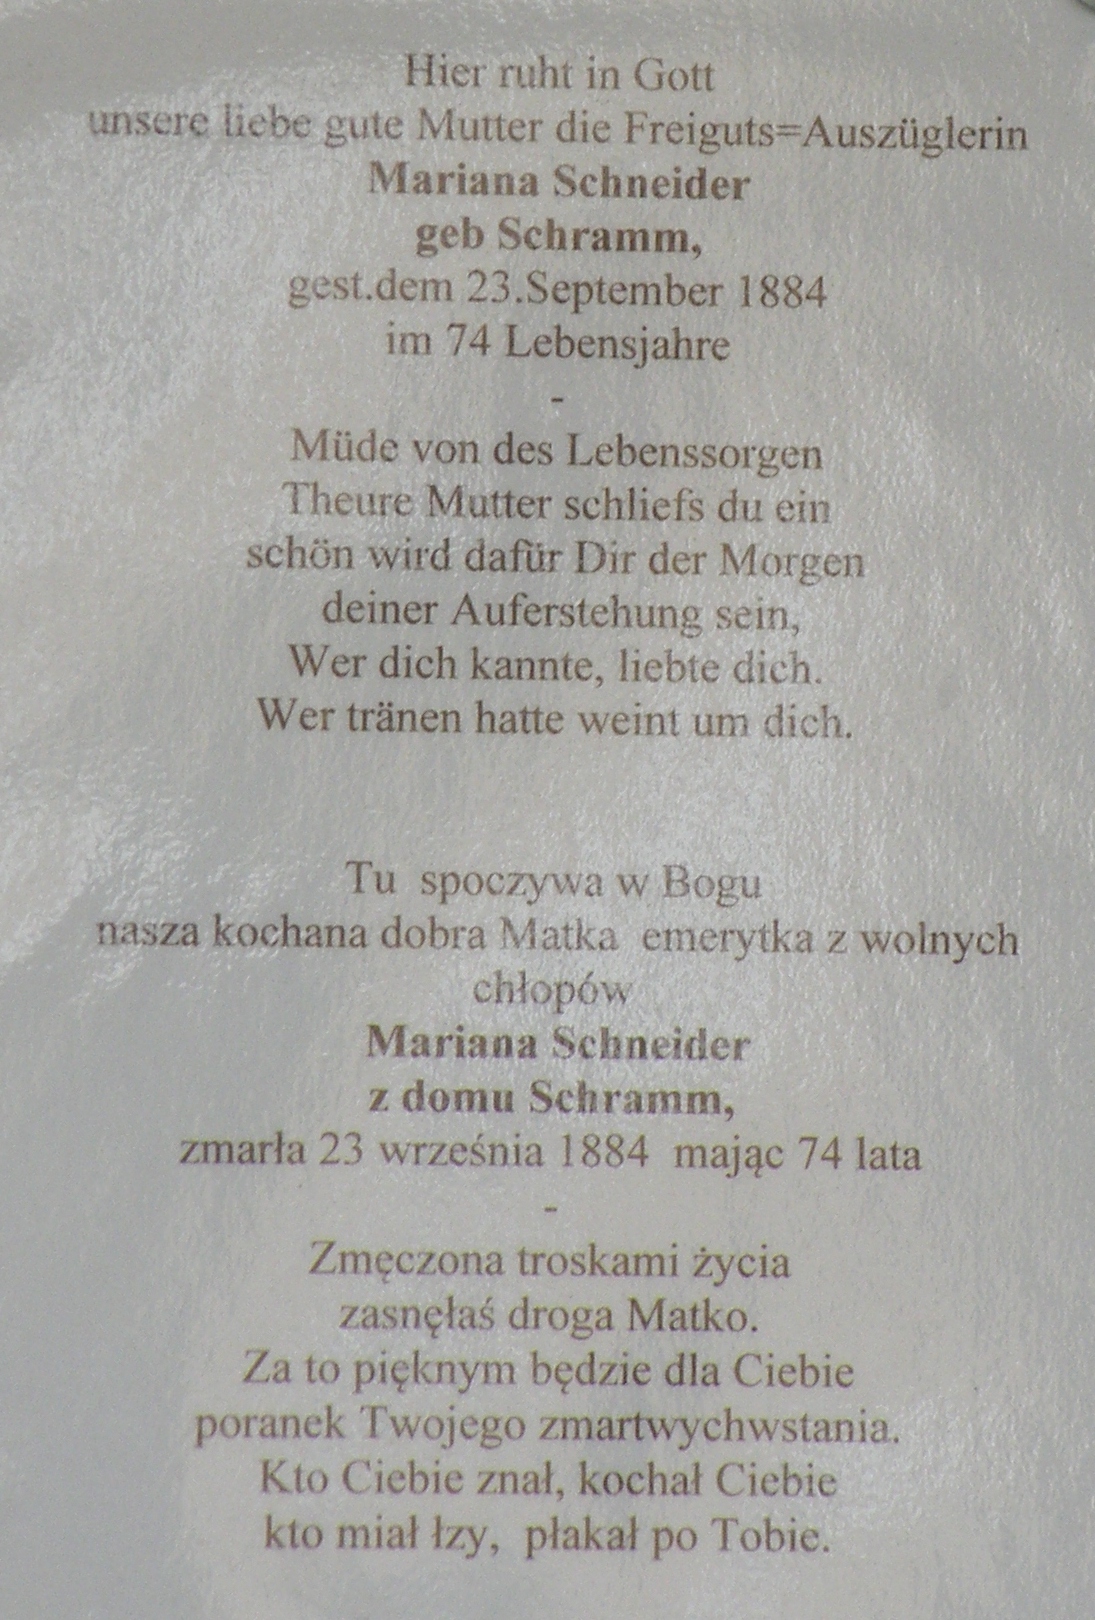 Hier ruht in Gott
unsere liebe gute Mutter die Freiguts=Auszüglerin
Mariana Schneider
geb Schramm,
gest.dem 23.September 1884
im 74 Lebensjahre
-
Müde von des Lebenssorgen
Theure Mutter schliefs du ein
schön wird dafür Dir der Morgen
deiner Auferstehung sein,
Wer dich kannte, liebte dich.
Wer tränen hatte weint um dich.
Tu spoczywa w Bogu
nasza kochana dobra Matka emerytka z wolnych
chłopów
Mariana Schneider
z domu Schramm,
zmarła 23 września 1884 mając 74 lata
-
Zmęczona troskami życia
zasnęłaś droga Matko.
Za to pięknym będzie dla Ciebie
poranek Twojego zmartwychwstania.
Kto Ciebie znał, kochał Ciebie
kto miał łzy, płakał po Tobie.